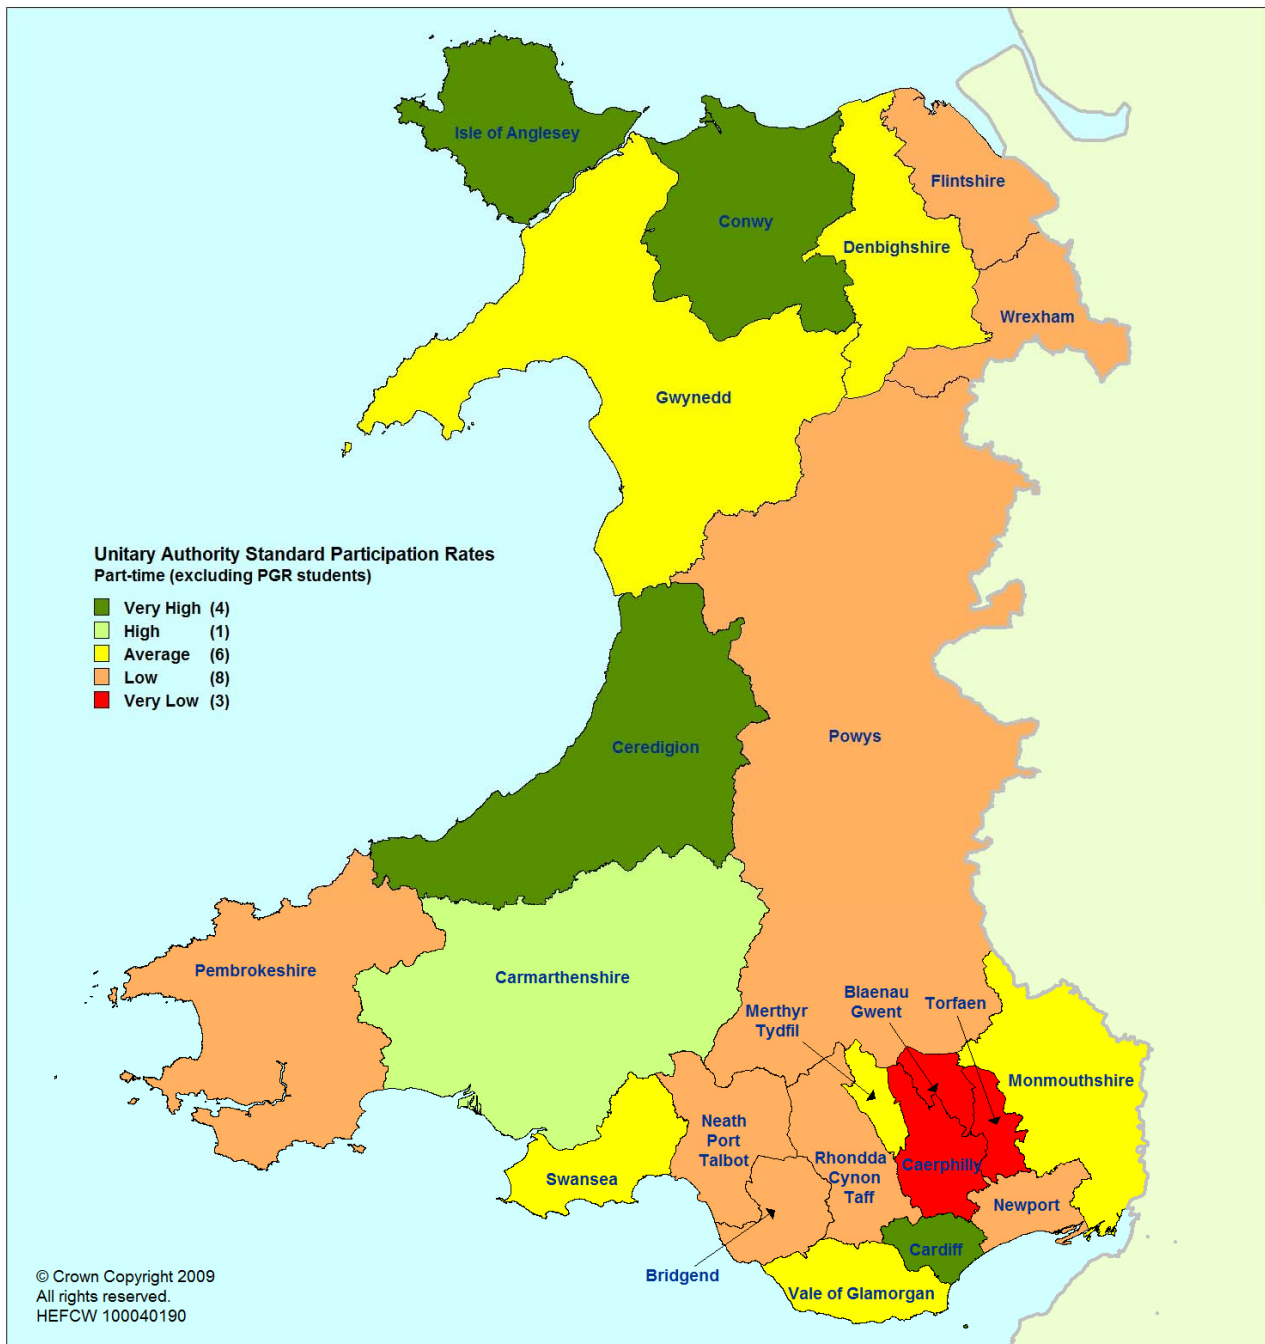 Isle of Anglesey
Conwy
Flintshire
Denbighshire
Wrexham
Gwynedd
Unitary Authority Standard Participation Rates
Part-time (excluding PGR students)
Very High (4)
High (1)
Average (6)
Low (8)
Very Low (3)
Ceredigion
Powys
Pembrokeshire
Carmarthenshire
Merthyr
Tydfil
Blaenau
Gwent
Torfaen
Monmouthshire
Neath
Port
Talbot
Rhondda
Cynon
Taff
Caerphilly
Swansea
Newport
Cardiff
Bridgend
Vale of Glamorgan
© Crown Copyright 2009
All rights reserved.
HEFCW 100040190